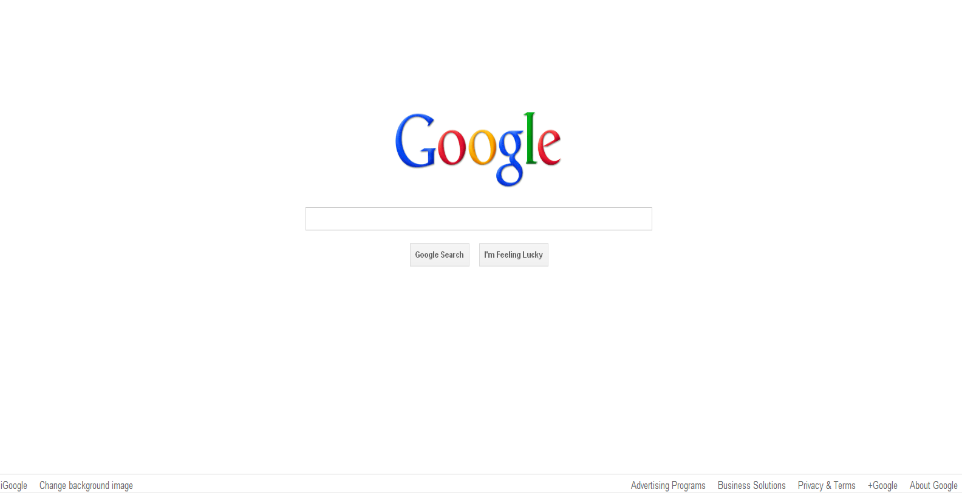 Google
Google Search I'm Feeling Lucky
iGoogle Change background image Advertising Programs Business Solutions Privacy & Terms +Google About Google